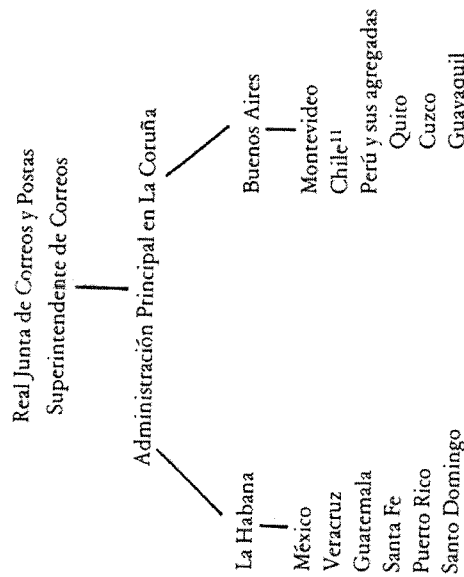 Real Junta de Correos y Postas
Superintendente de Correos
Administración Principal en La Coruña
La Habana
México
Veracruz
Guatemala
Santa Fe
Puerto Rico
Santo Domingo
Buenos Aires
Montevideo
Chile¹¹
Perú y sus agregadas
Quito
Cuzco
Guayaquil